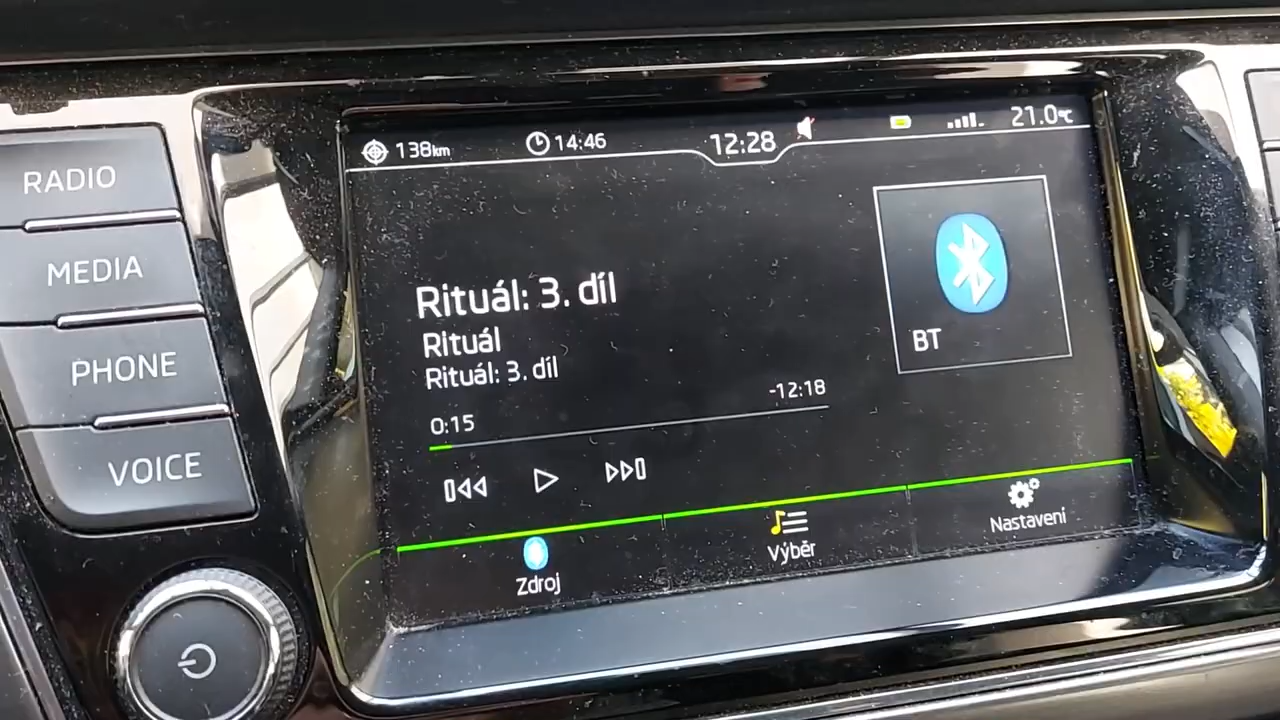 138km 14:46 12:28 21.0°C
RADIO
MEDIA
PHONE
VOICE
Rituál: 3. díl
Rituál
Rituál: 3. díl
0:15 -12:18
BT
Zdroj
Výběr
Nastavení